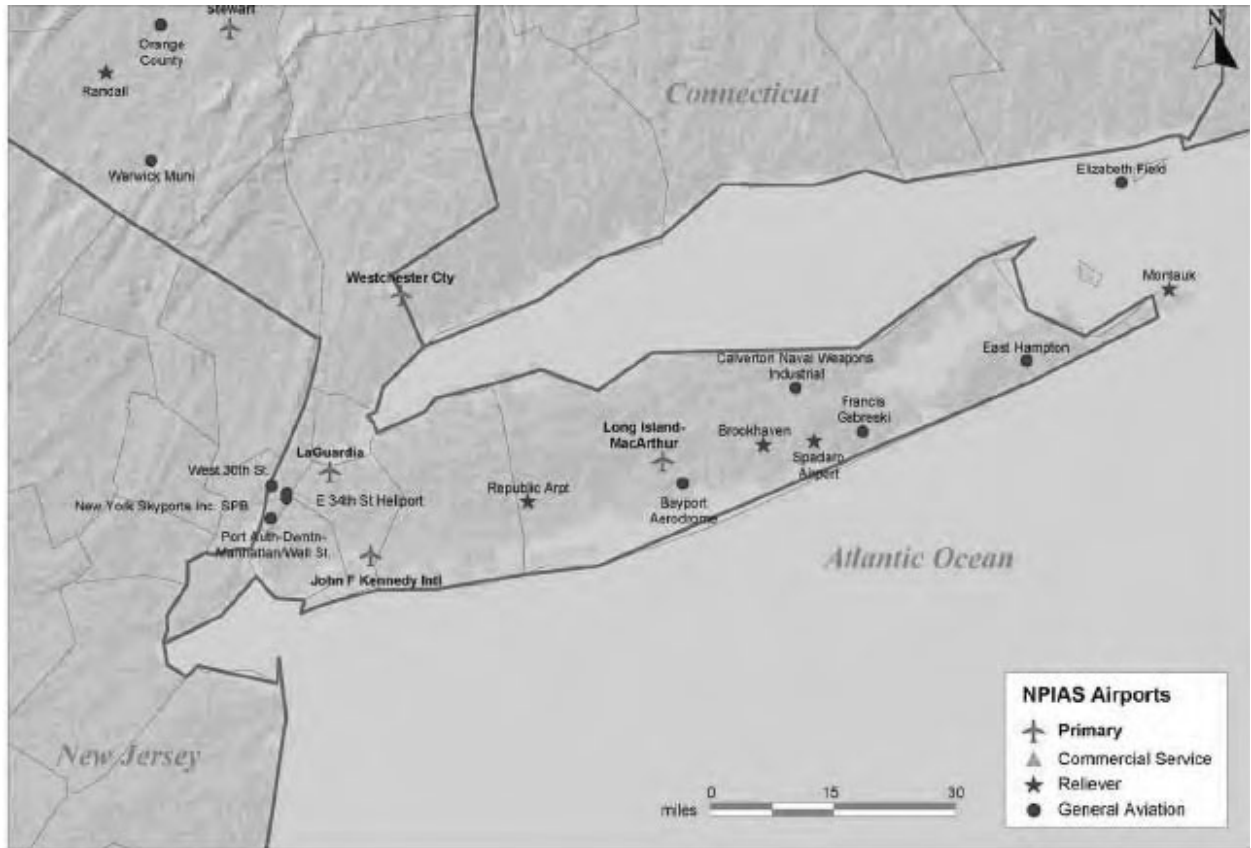 Stewart
N
Orange
County
Randall
Connecticut
Warwick Muni
Elizabeth Field
Westchester Cty
Montauk
East Hampton
Calverton Naval Weapons
Industrial
Francis
Gabreski
Long Island-
MacArthur
Brookhaven
Spadaro
Airport
LaGuardia
West 30th St.
Republic Arpt
New York Skyports Inc. SPB
E 34th St Heliport
Bayport
Aerodrome
Port Auth-Dwntn-
Manhattan/Wall St.
John F Kennedy Intl
Atlantic Ocean
New Jersey
NPIAS Airports
Primary
Commercial Service
Reliever
General Aviation
miles
0 15 30